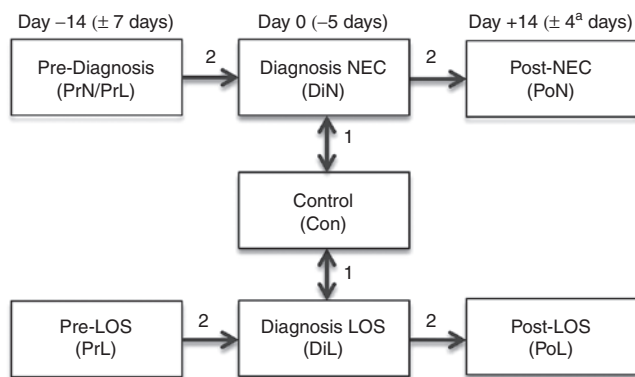 Day −14 (± 7 days) Day 0 (−5 days) Day +14 (± 4ᵃ days)
Pre-Diagnosis
(PrN/PrL)
2
Diagnosis NEC
(DiN)
2
Post-NEC
(PoN)
1
Control
(Con)
1
Pre-LOS
(PrL)
2
Diagnosis LOS
(DiL)
2
Post-LOS
(PoL)